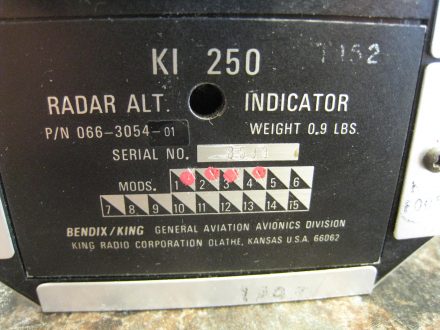 KI 250
RADAR ALT. INDICATOR
P/N 066-3054-01 WEIGHT 0.9 LBS.
SERIAL NO.
MODS. 1 2 3 4 5 6
7 8 9 10 11 12 13 14 15
BENDIX/KING GENERAL AVIATION AVIONICS DIVISION
KING RADIO CORPORATION OLATHE, KANSAS U.S.A. 66062